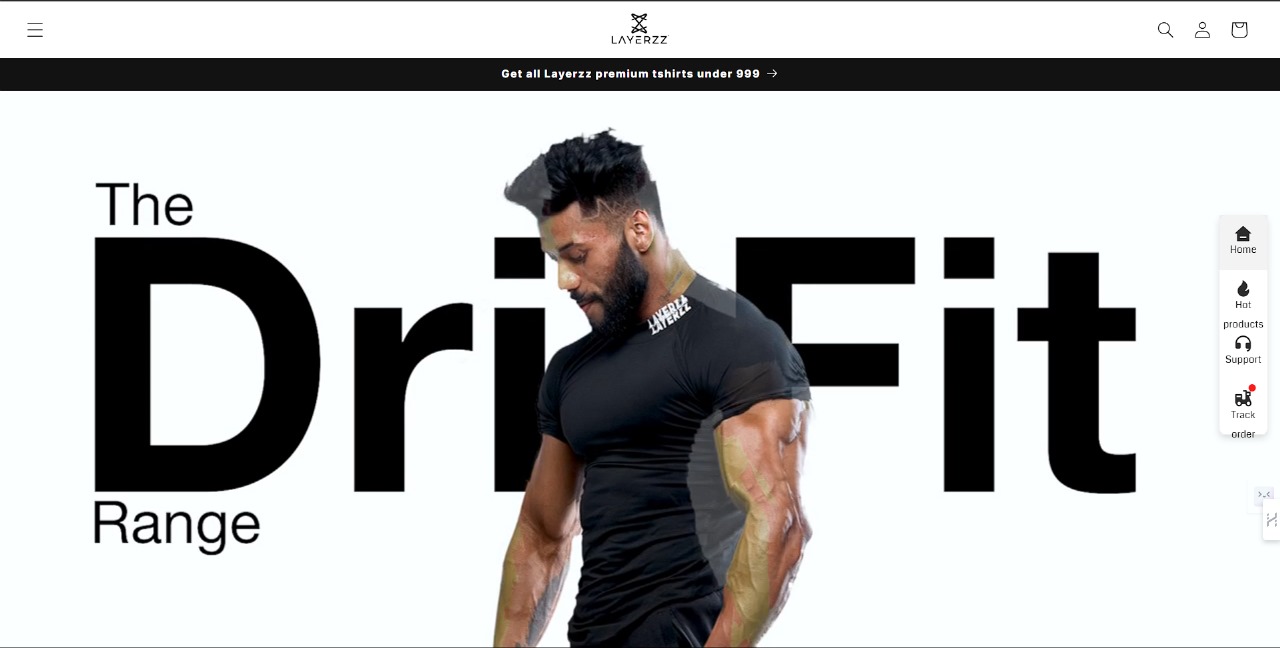 LAYERZZ
Get all Layerzz premium tshirts under 999 →
The
Dri Fit
Range
LAYERZZ
LAYERZZ
Home
Hot
products
Support
Track
order